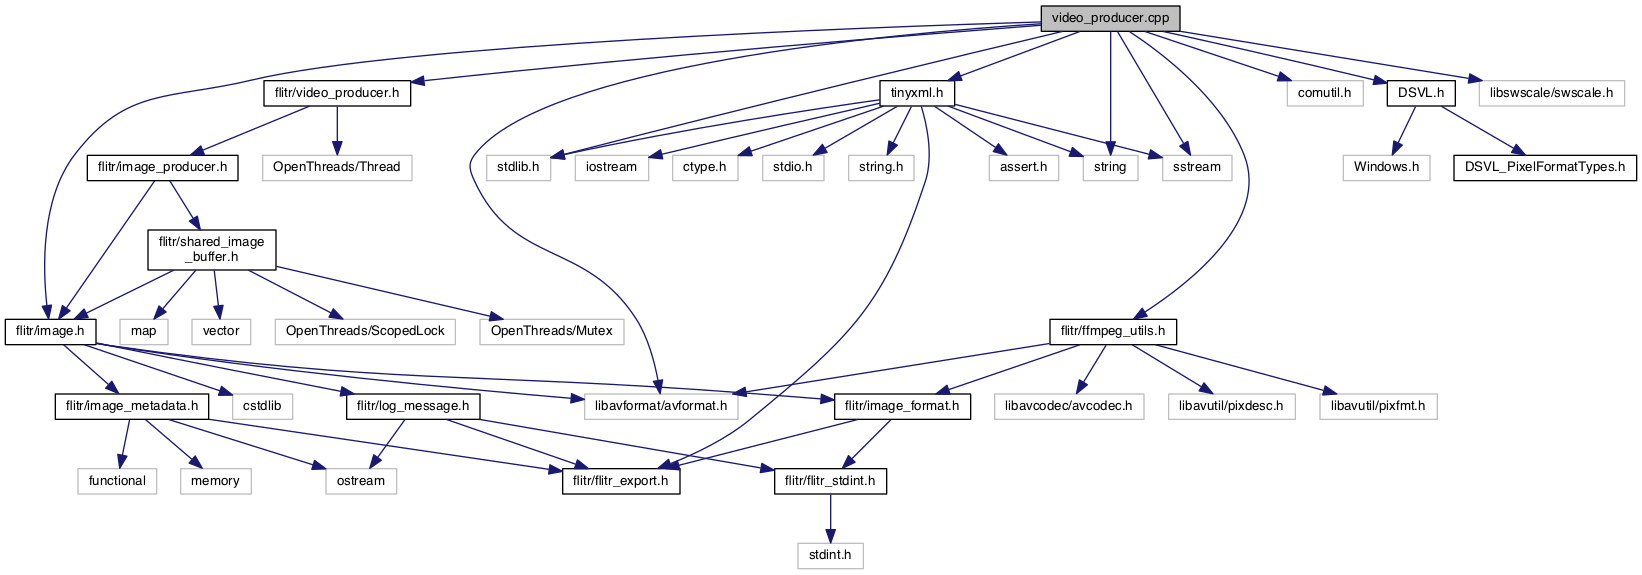 video_producer.cpp
flitr/video_producer.h
tinyxml.h
comutil.h
DSVL.h
libswscale/swscale.h
flitr/image_producer.h
OpenThreads/Thread
stdlib.h
iostream
ctype.h
stdio.h
string.h
assert.h
string
sstream
Windows.h
DSVL_PixelFormatTypes.h
flitr/shared_image
_buffer.h
flitr/image.h
map
vector
OpenThreads/ScopedLock
OpenThreads/Mutex
flitr/ffmpeg_utils.h
flitr/image_metadata.h
cstdlib
flitr/log_message.h
libavformat/avformat.h
flitr/image_format.h
libavcodec/avcodec.h
libavutil/pixdesc.h
libavutil/pixfmt.h
functional
memory
ostream
flitr/flitr_export.h
flitr/flitr_stdint.h
stdint.h